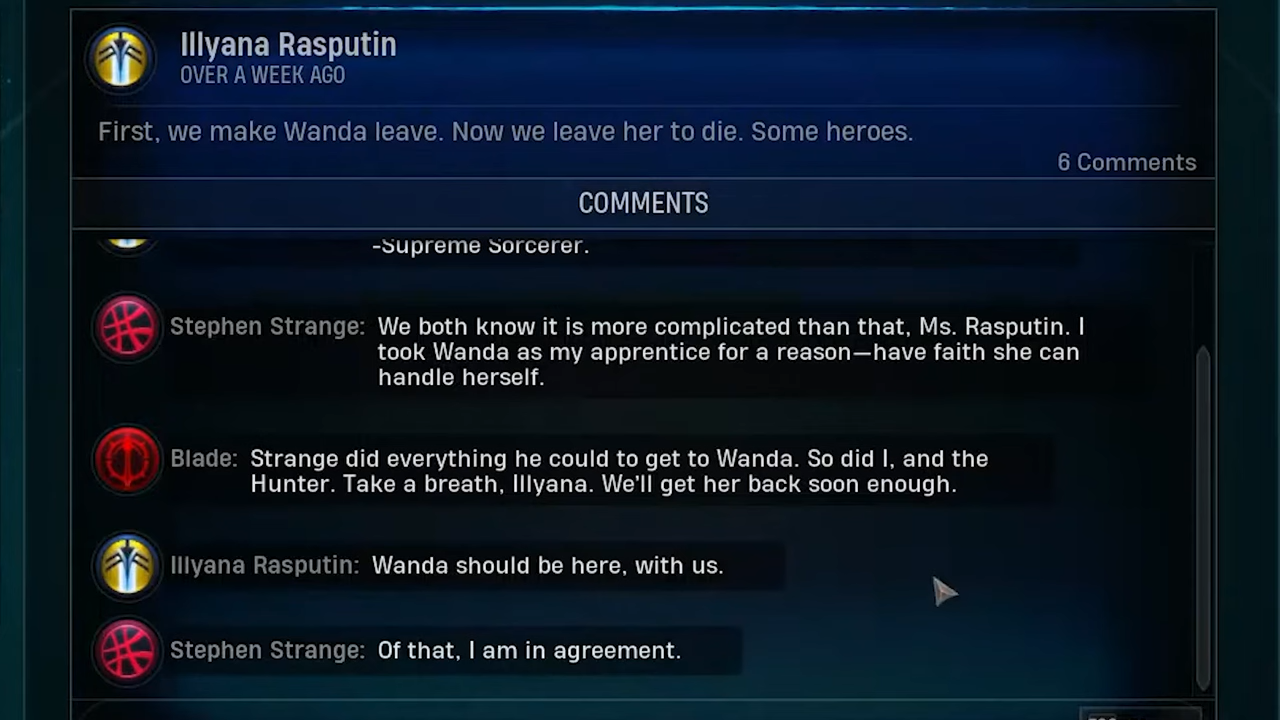 Illyana Rasputin
OVER A WEEK AGO
First, we make Wanda leave. Now we leave her to die. Some heroes.
6 Comments
COMMENTS
-Supreme Sorcerer.
Stephen Strange: We both know it is more complicated than that, Ms. Rasputin. I
took Wanda as my apprentice for a reason—have faith she can
handle herself.
Blade: Strange did everything he could to get to Wanda. So did I, and the
Hunter. Take a breath, Illyana. We'll get her back soon enough.
Illyana Rasputin: Wanda should be here, with us.
Stephen Strange: Of that, I am in agreement.